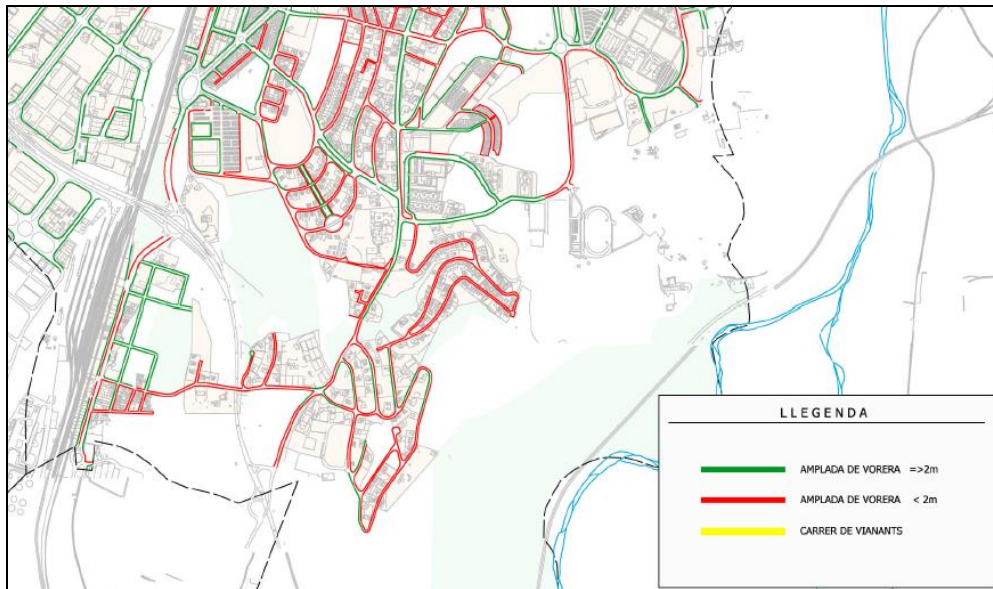 LLEGENDA
AMPLADA DE VORERA =>2m
AMPLADA DE VORERA < 2m
CARRER DE VIANANTS